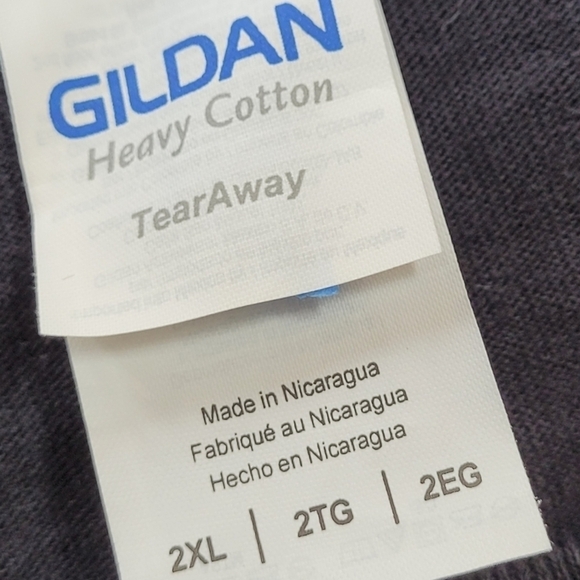 GILDAN
Heavy Cotton
TearAway
Made in Nicaragua
Fabriqué au Nicaragua
Hecho en Nicaragua
2XL | 2TG | 2EG